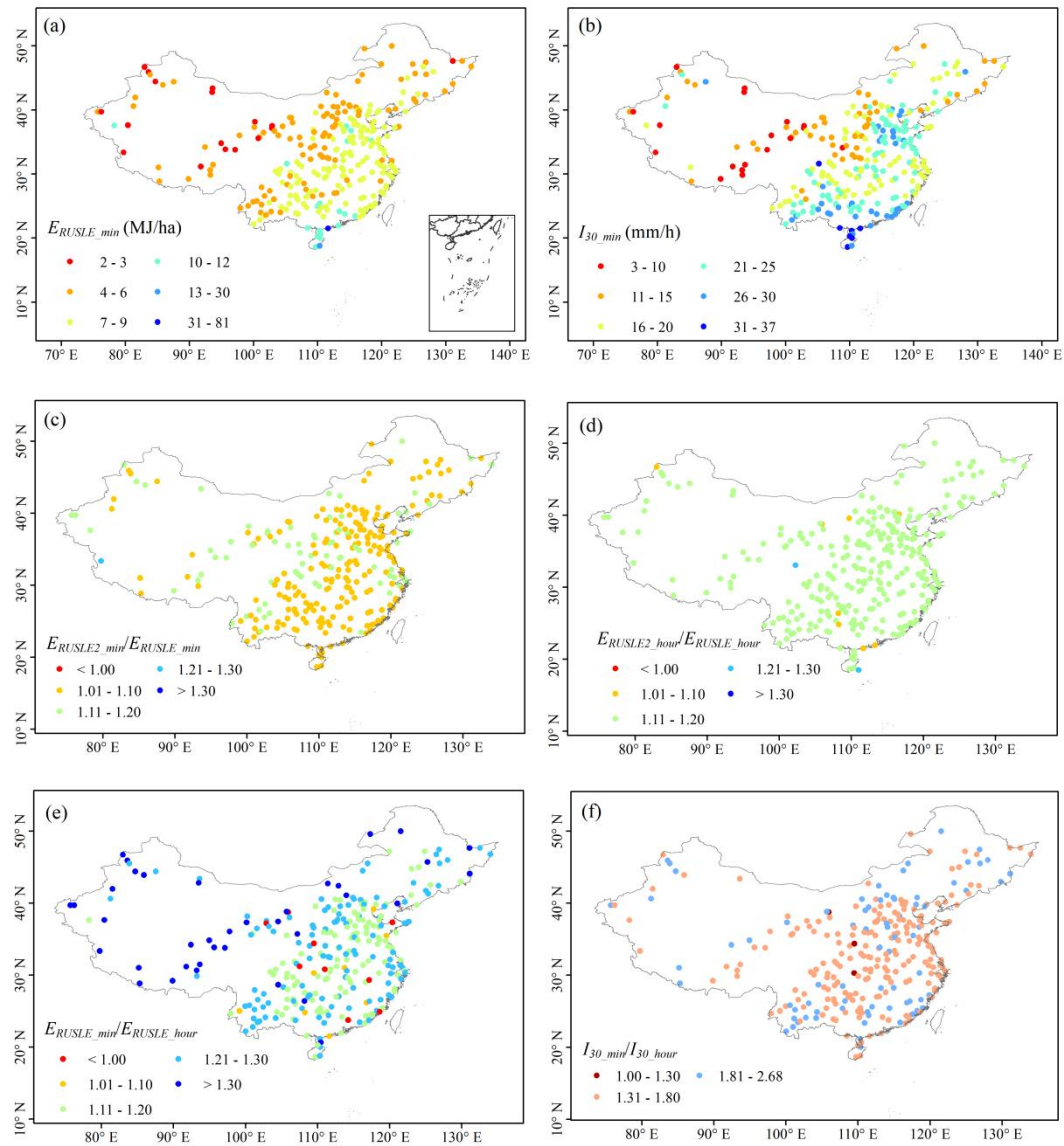 (a)
50° N
40° N
30° N
20° N
10° N
E_RUSLE_min (MJ/ha)
2 - 3
10 - 12
4 - 6
13 - 30
7 - 9
31 - 81
70° E
80° E
90° E
100° E
110° E
120° E
130° E
140° E
(b)
50° N
40° N
30° N
20° N
10° N
I_30_min (mm/h)
3 - 10
21 - 25
11 - 15
26 - 30
16 - 20
31 - 37
80° E
90° E
100° E
110° E
120° E
130° E
140° E
(c)
50° N
40° N
30° N
20° N
10° N
E_RUSLE2_min/E_RUSLE_min
< 1.00
1.21 - 1.30
1.01 - 1.10
> 1.30
1.11 - 1.20
80° E
90° E
100° E
110° E
120° E
130° E
(d)
50° N
40° N
30° N
20° N
10° N
E_RUSLE2_hour/E_RUSLE_hour
< 1.00
1.21 - 1.30
1.01 - 1.10
> 1.30
1.11 - 1.20
80° E
90° E
100° E
110° E
120° E
130° E
(e)
50° N
40° N
30° N
20° N
10° N
E_RUSLE_min/E_RUSLE_hour
< 1.00
1.21 - 1.30
1.01 - 1.10
> 1.30
1.11 - 1.20
80° E
90° E
100° E
110° E
120° E
130° E
(f)
50° N
40° N
30° N
20° N
10° N
I_30_min/I_30_hour
1.00 - 1.30
1.81 - 2.68
1.31 - 1.80
80° E
90° E
100° E
110° E
120° E
130° E